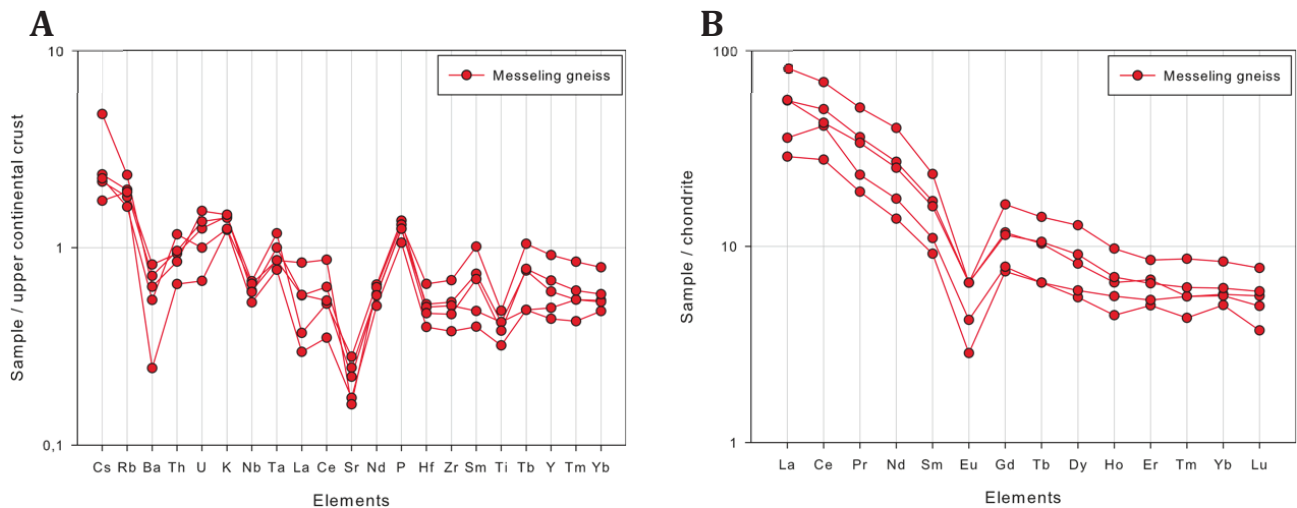 A
10
1
0,1
Sample / upper continental crust
Messeling gneiss
Cs Rb Ba Th U K Nb Ta La Ce Sr Nd P Hf Zr Sm Ti Tb Y Tm Yb
Elements
B
100
10
1
Sample / chondrite
Messeling gneiss
La Ce Pr Nd Sm Eu Gd Tb Dy Ho Er Tm Yb Lu
Elements